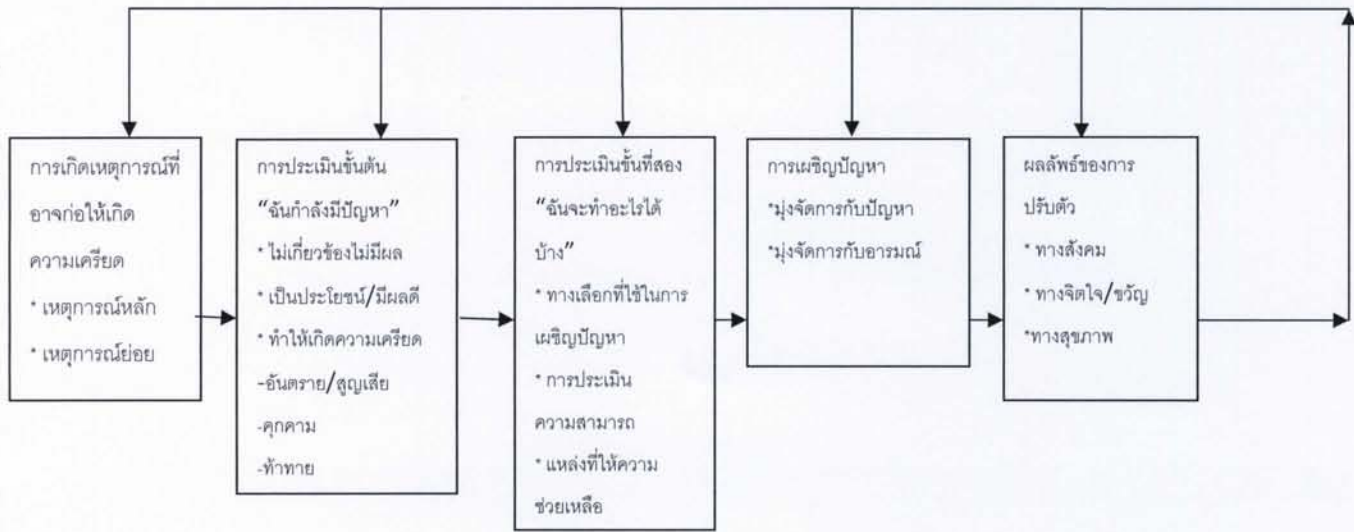 การเกิดเหตุการณ์ที่
อาจก่อให้เกิด
ความเครียด
* เหตุการณ์หลัก
* เหตุการณ์ย่อย
การประเมินขั้นต้น
“ฉันกำลังมีปัญหา”
* ไม่เกี่ยวข้องไม่มีผล
* เป็นประโยชน์/มีผลดี
* ทำให้เกิดความเครียด
-อันตราย/สูญเสีย
-คุกคาม
-ท้าทาย
การประเมินขั้นที่สอง
“ฉันจะทำอะไรได้
บ้าง”
* ทางเลือกที่ใช้ในการ
เผชิญปัญหา
* การประเมิน
ความสามารถ
* แหล่งที่ให้ความ
ช่วยเหลือ
การเผชิญปัญหา
*มุ่งจัดการกับปัญหา
*มุ่งจัดการกับอารมณ์
ผลลัพธ์ของการ
ปรับตัว
* ทางสังคม
* ทางจิตใจ/ขวัญ
*ทางสุขภาพ